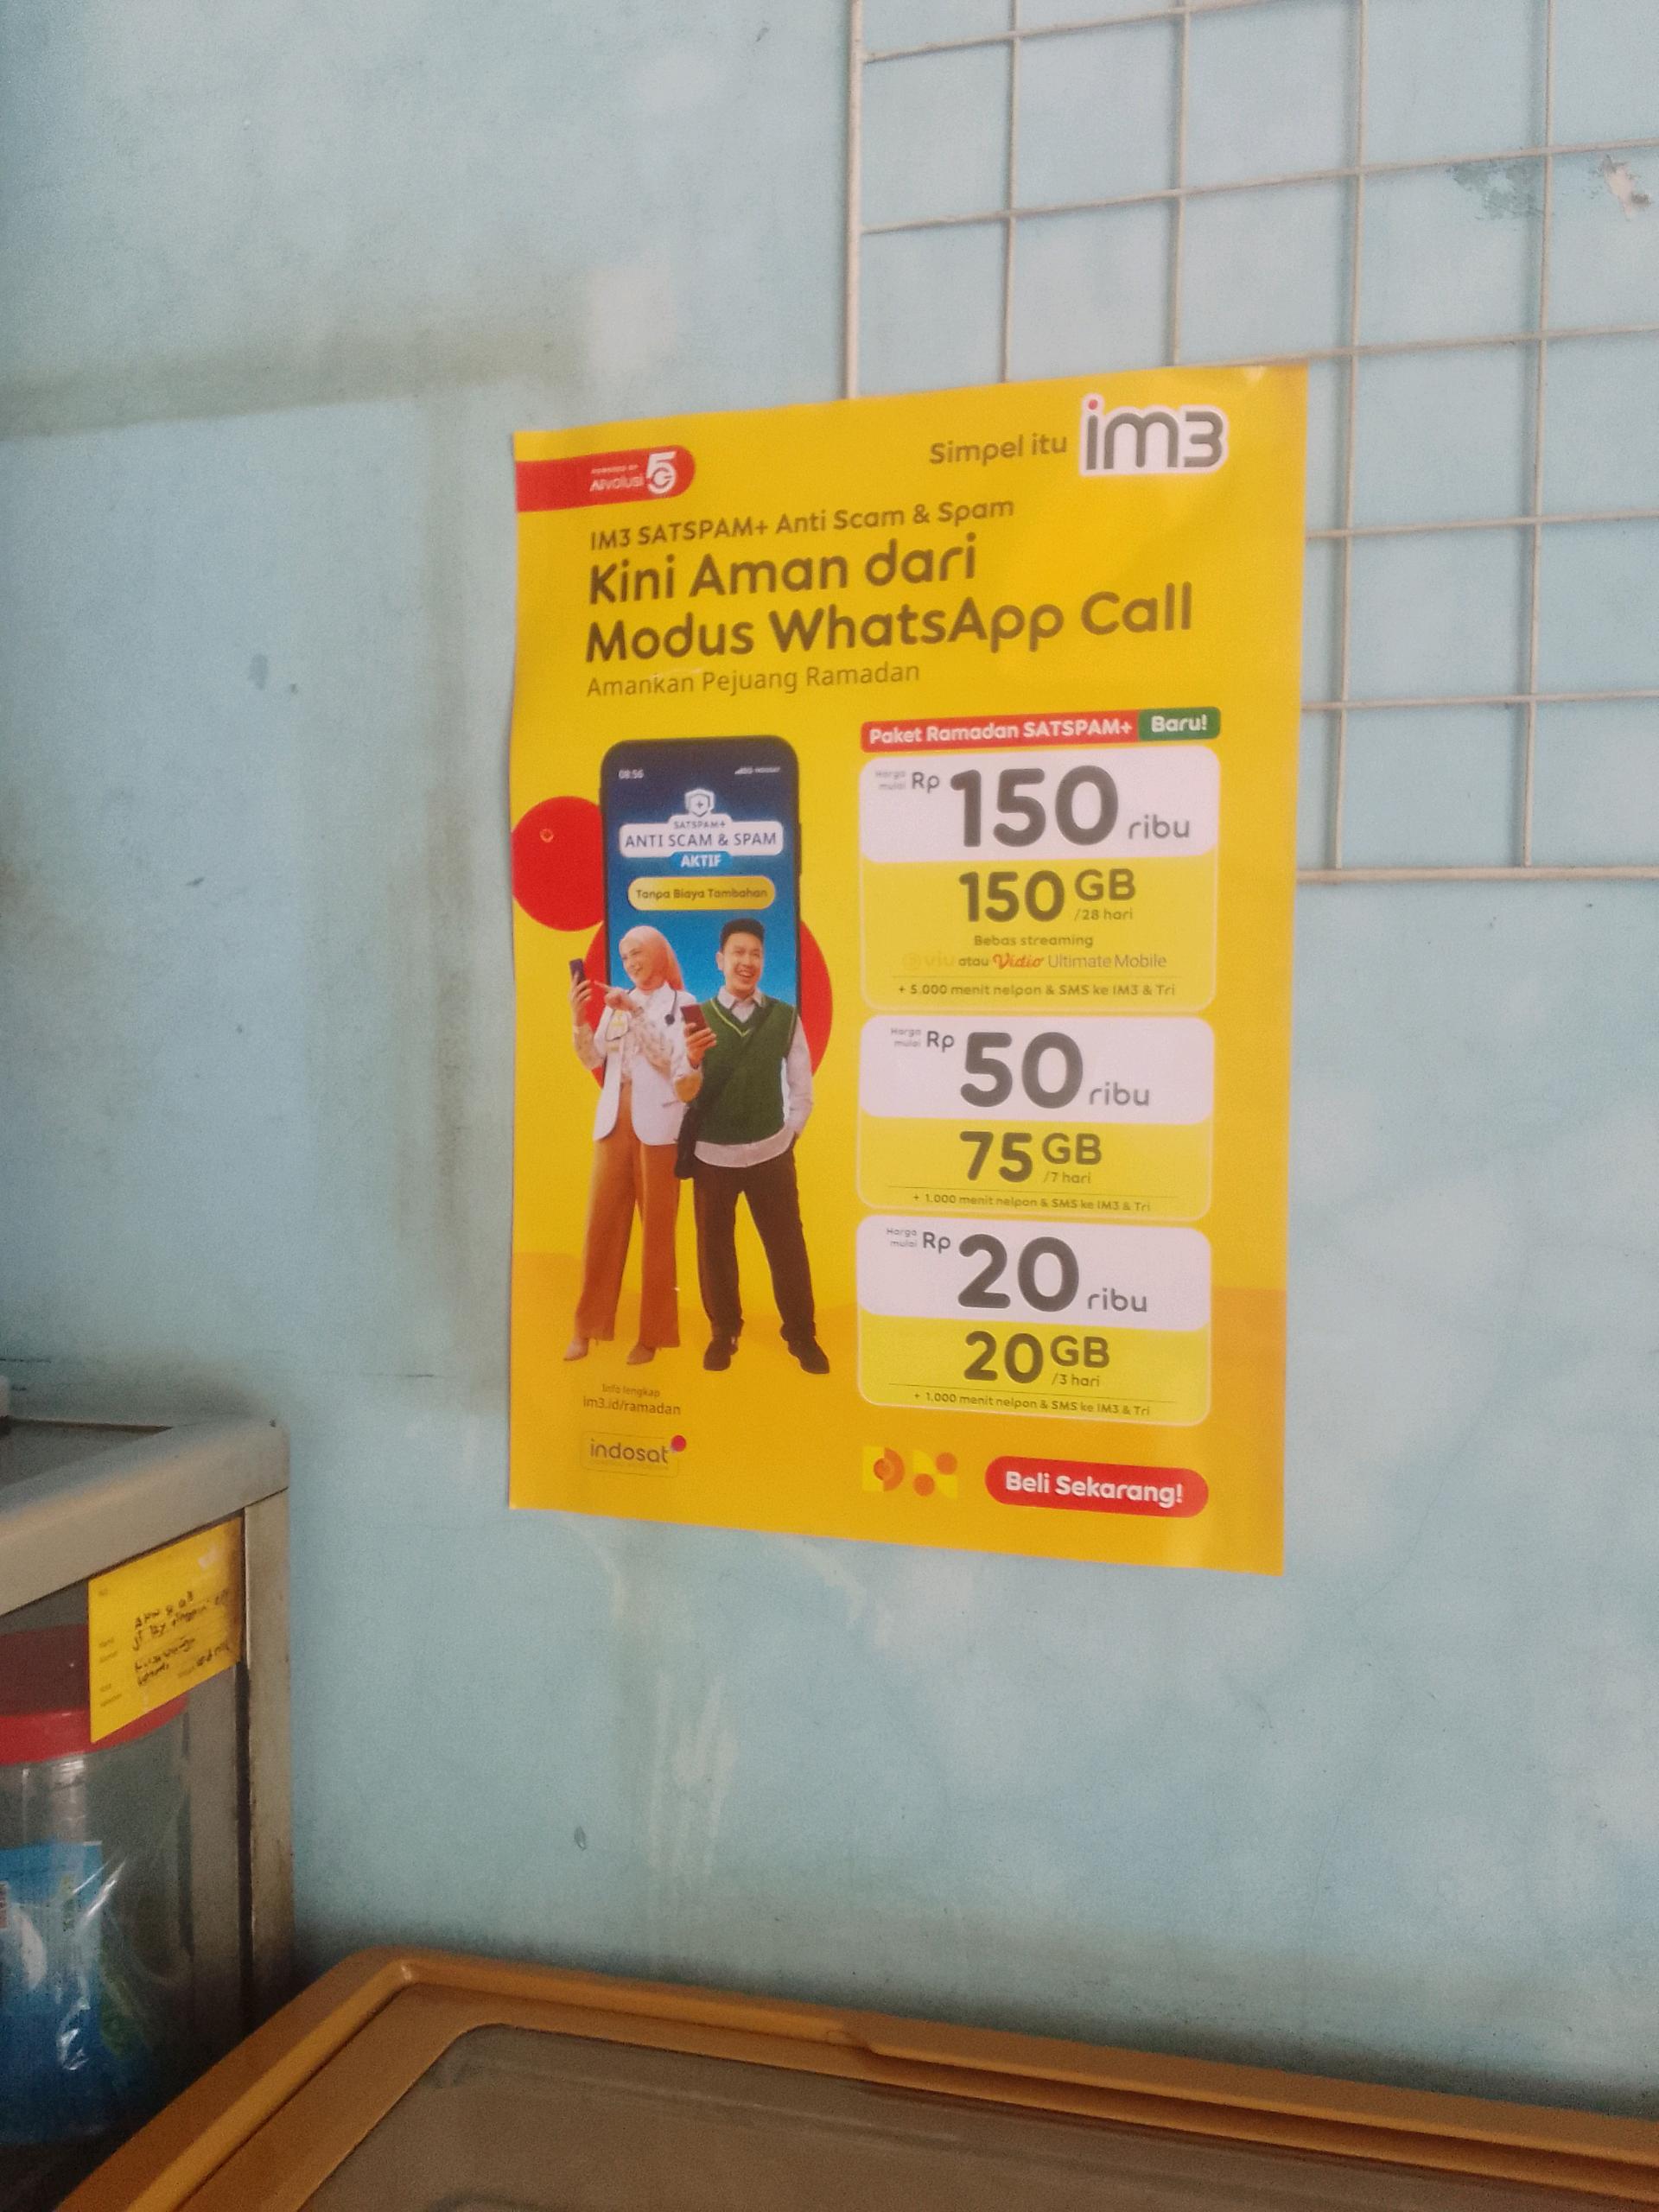 POWERED BY
AIvolusi 5G
Simpel itu im3
IM3 SATSPAM+ Anti Scam & Spam
Kini Aman dari
Modus WhatsApp Call
Amankan Pejuang Ramadan
08:56
SATSPAM+
ANTI SCAM & SPAM
AKTIF
Tanpa Biaya Tambahan
Paket Ramadan SATSPAM+ Baru!
Harga mulai Rp 150 ribu
150 GB /28 hari
Bebas streaming
viu atau Vidio Ultimate Mobile
+ 5.000 menit nelpon & SMS ke IM3 & Tri
Harga mulai Rp 50 ribu
75 GB /7 hari
+ 1.000 menit nelpon & SMS ke IM3 & Tri
Harga mulai Rp 20 ribu
20 GB /3 hari
+ 1.000 menit nelpon & SMS ke IM3 & Tri
Info lengkap
im3.id/ramadan
indosat
Beli Sekarang!